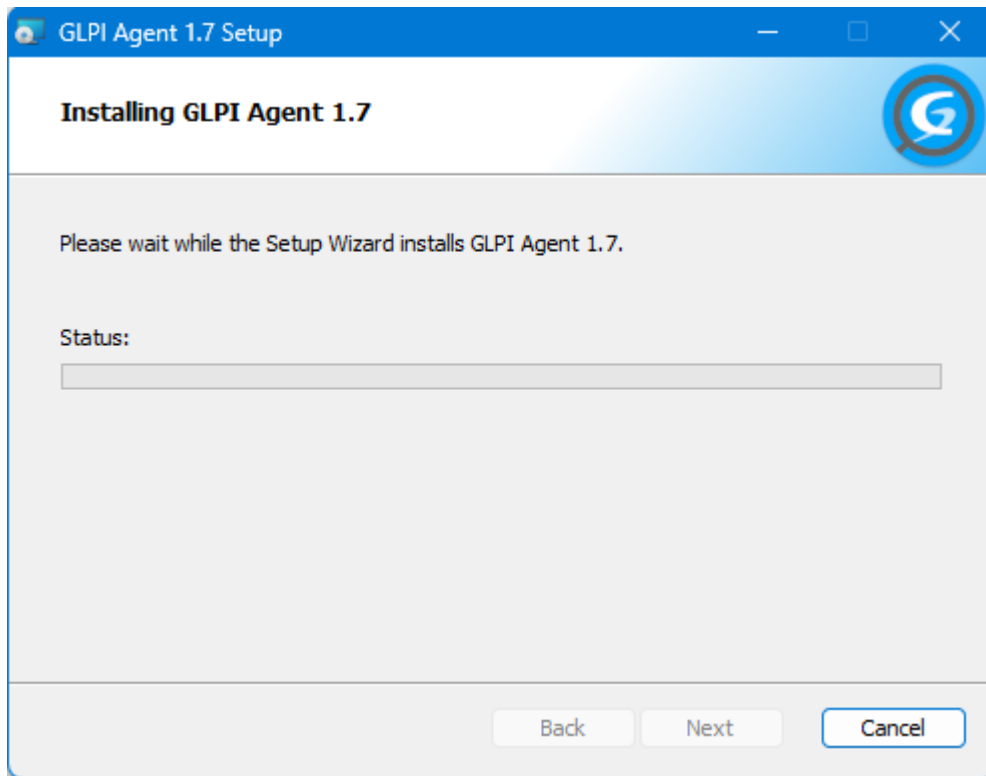 GLPI Agent 1.7 Setup
Installing GLPI Agent 1.7
Please wait while the Setup Wizard installs GLPI Agent 1.7.
Status:
Back Next Cancel